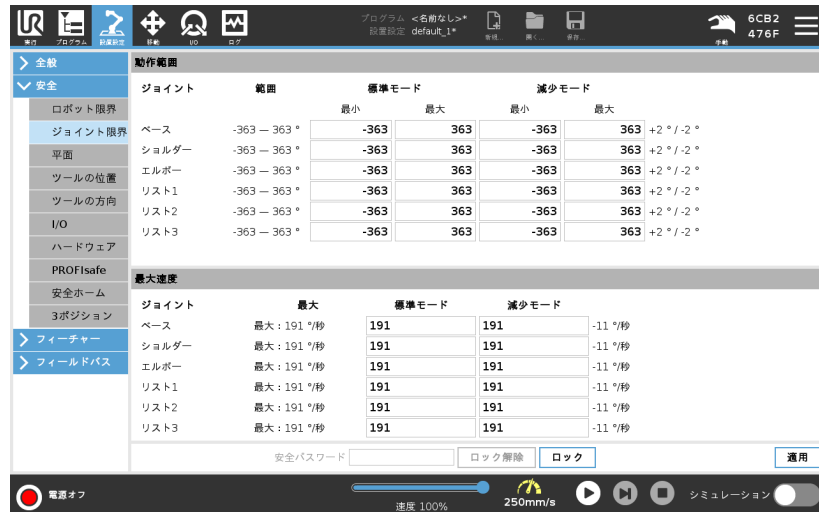 UR
プログラム <名前なし>*
設置設定 default_1*
6CB2
476F
実行 プログラム 設置設定 移動 I/O ログ 新規... 開く... 保存... 手動
全般
安全
ロボット限界
ジョイント限界
平面
ツールの位置
ツールの方向
I/O
ハードウェア
PROFIsafe
安全ホーム
3ポジション
フィーチャー
フィールドバス
動作範囲
ジョイント 範囲 標準モード 減少モード
最小 最大 最小 最大
ベース -363 — 363 ° -363 363 -363 363 +2 ° / -2 °
ショルダー -363 — 363 ° -363 363 -363 363 +2 ° / -2 °
エルボー -363 — 363 ° -363 363 -363 363 +2 ° / -2 °
リスト1 -363 — 363 ° -363 363 -363 363 +2 ° / -2 °
リスト2 -363 — 363 ° -363 363 -363 363 +2 ° / -2 °
リスト3 -363 — 363 ° -363 363 -363 363 +2 ° / -2 °
最大速度
ジョイント 最大 標準モード 減少モード
ベース 最大：191 °/秒 191 191 -11 °/秒
ショルダー 最大：191 °/秒 191 191 -11 °/秒
エルボー 最大：191 °/秒 191 191 -11 °/秒
リスト1 最大：191 °/秒 191 191 -11 °/秒
リスト2 最大：191 °/秒 191 191 -11 °/秒
リスト3 最大：191 °/秒 191 191 -11 °/秒
安全パスワード ロック解除 ロック 適用
電源オフ
速度 100%
250mm/s
シミュレーション